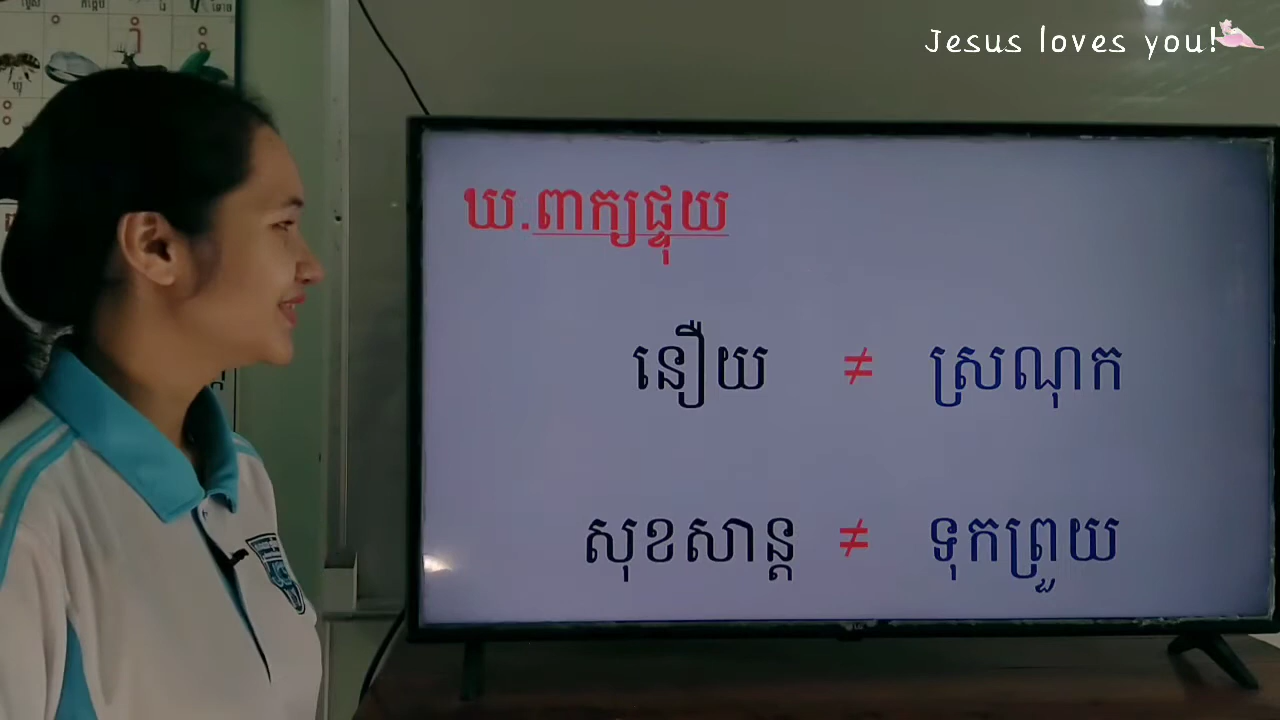 Jesus loves you!
ឃ.ពាក្យផ្ទុយ
នឿយ ≠ ស្រណុក
សុខសាន្ត ≠ ទុកព្រួយ